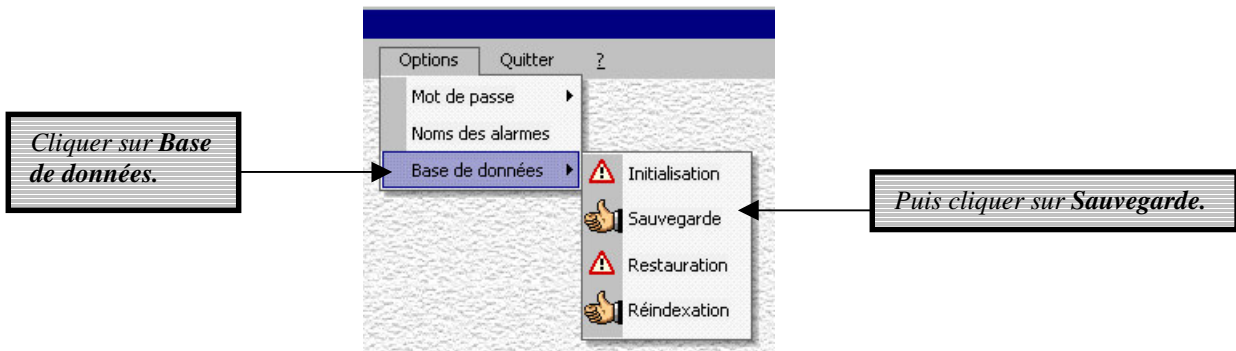 Options Quitter ?
Mot de passe
Noms des alarmes
Base de données
Cliquer sur Base
de données.
Initialisation
Sauvegarde
Restauration
Réindexation
Puis cliquer sur Sauvegarde.